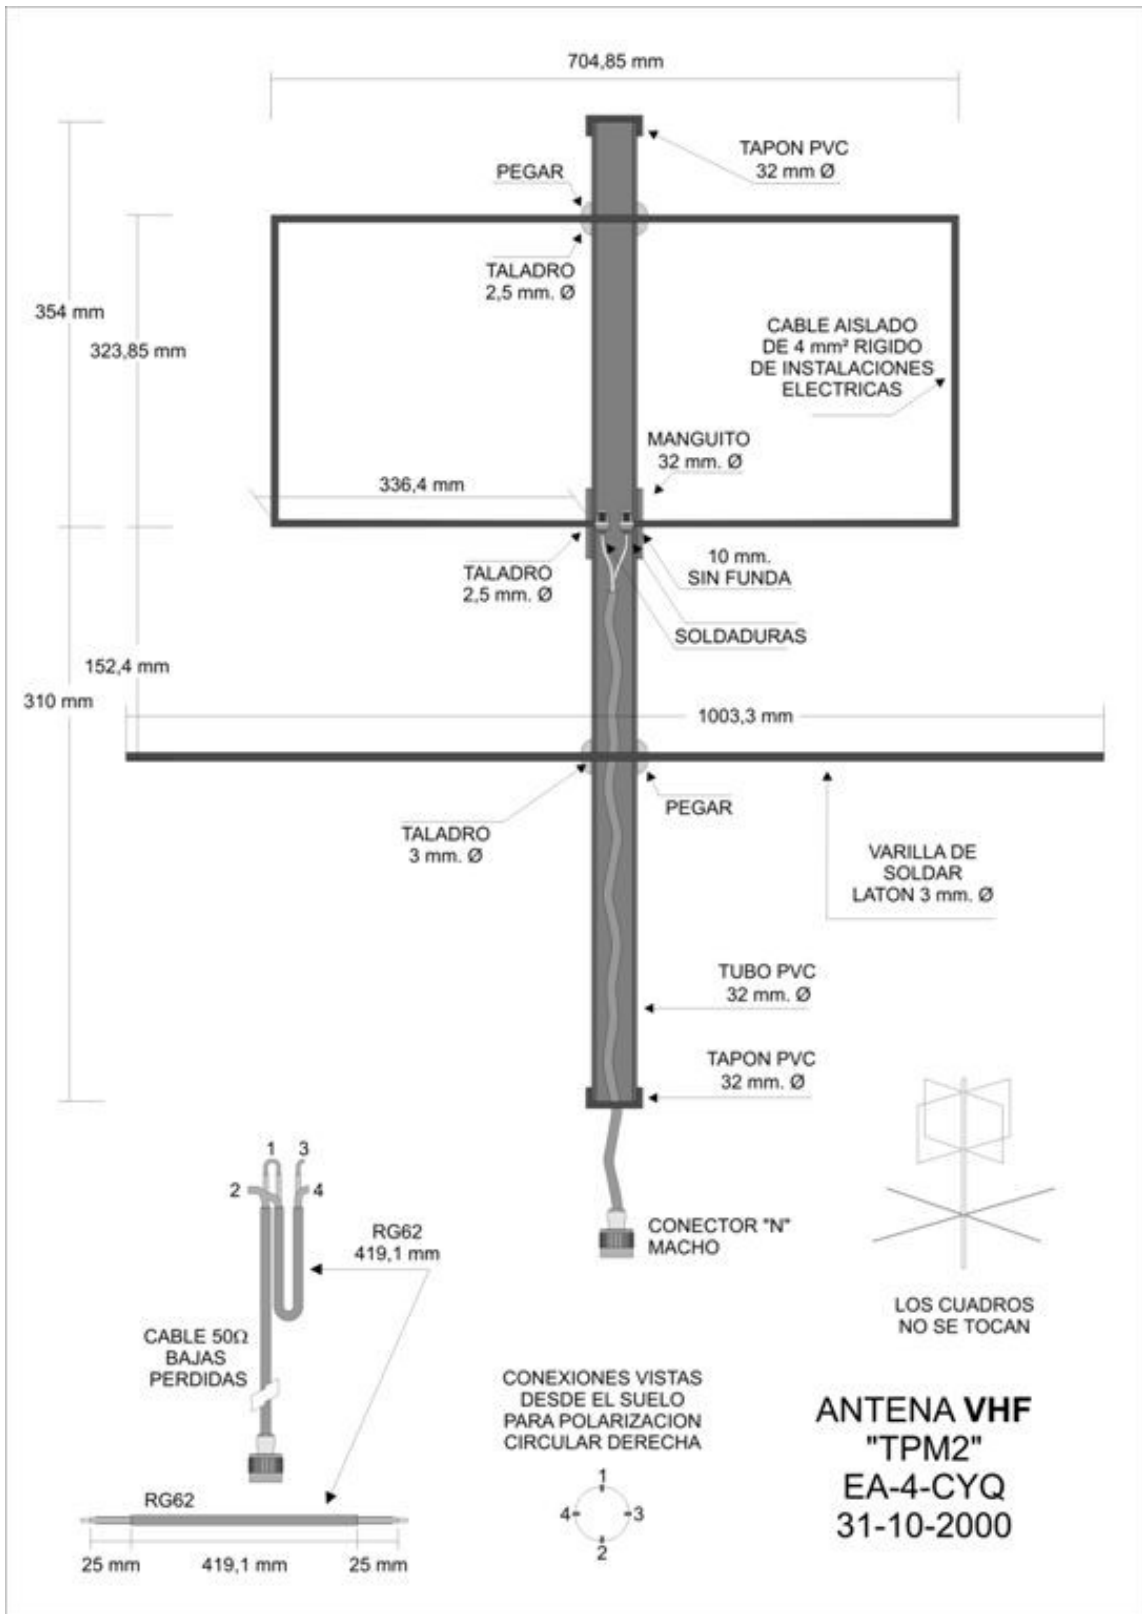 704,85 mm
TAPON PVC
32 mm Ø
PEGAR
TALADRO
2,5 mm. Ø
354 mm
323,85 mm
CABLE AISLADO
DE 4 mm² RIGIDO
DE INSTALACIONES
ELECTRICAS
MANGUITO
32 mm. Ø
336,4 mm
TALADRO
2,5 mm. Ø
10 mm.
SIN FUNDA
SOLDADURAS
152,4 mm
310 mm
1003,3 mm
PEGAR
TALADRO
3 mm. Ø
VARILLA DE
SOLDAR
LATON 3 mm. Ø
TUBO PVC
32 mm. Ø
TAPON PVC
32 mm. Ø
1 3
2 4
RG62
419,1 mm
CONECTOR "N"
MACHO
LOS CUADROS
NO SE TOCAN
CABLE 50Ω
BAJAS
PERDIDAS
CONEXIONES VISTAS
DESDE EL SUELO
PARA POLARIZACION
CIRCULAR DERECHA
1
4 3
2
RG62
25 mm 419,1 mm 25 mm
ANTENA VHF
"TPM2"
EA-4-CYQ
31-10-2000